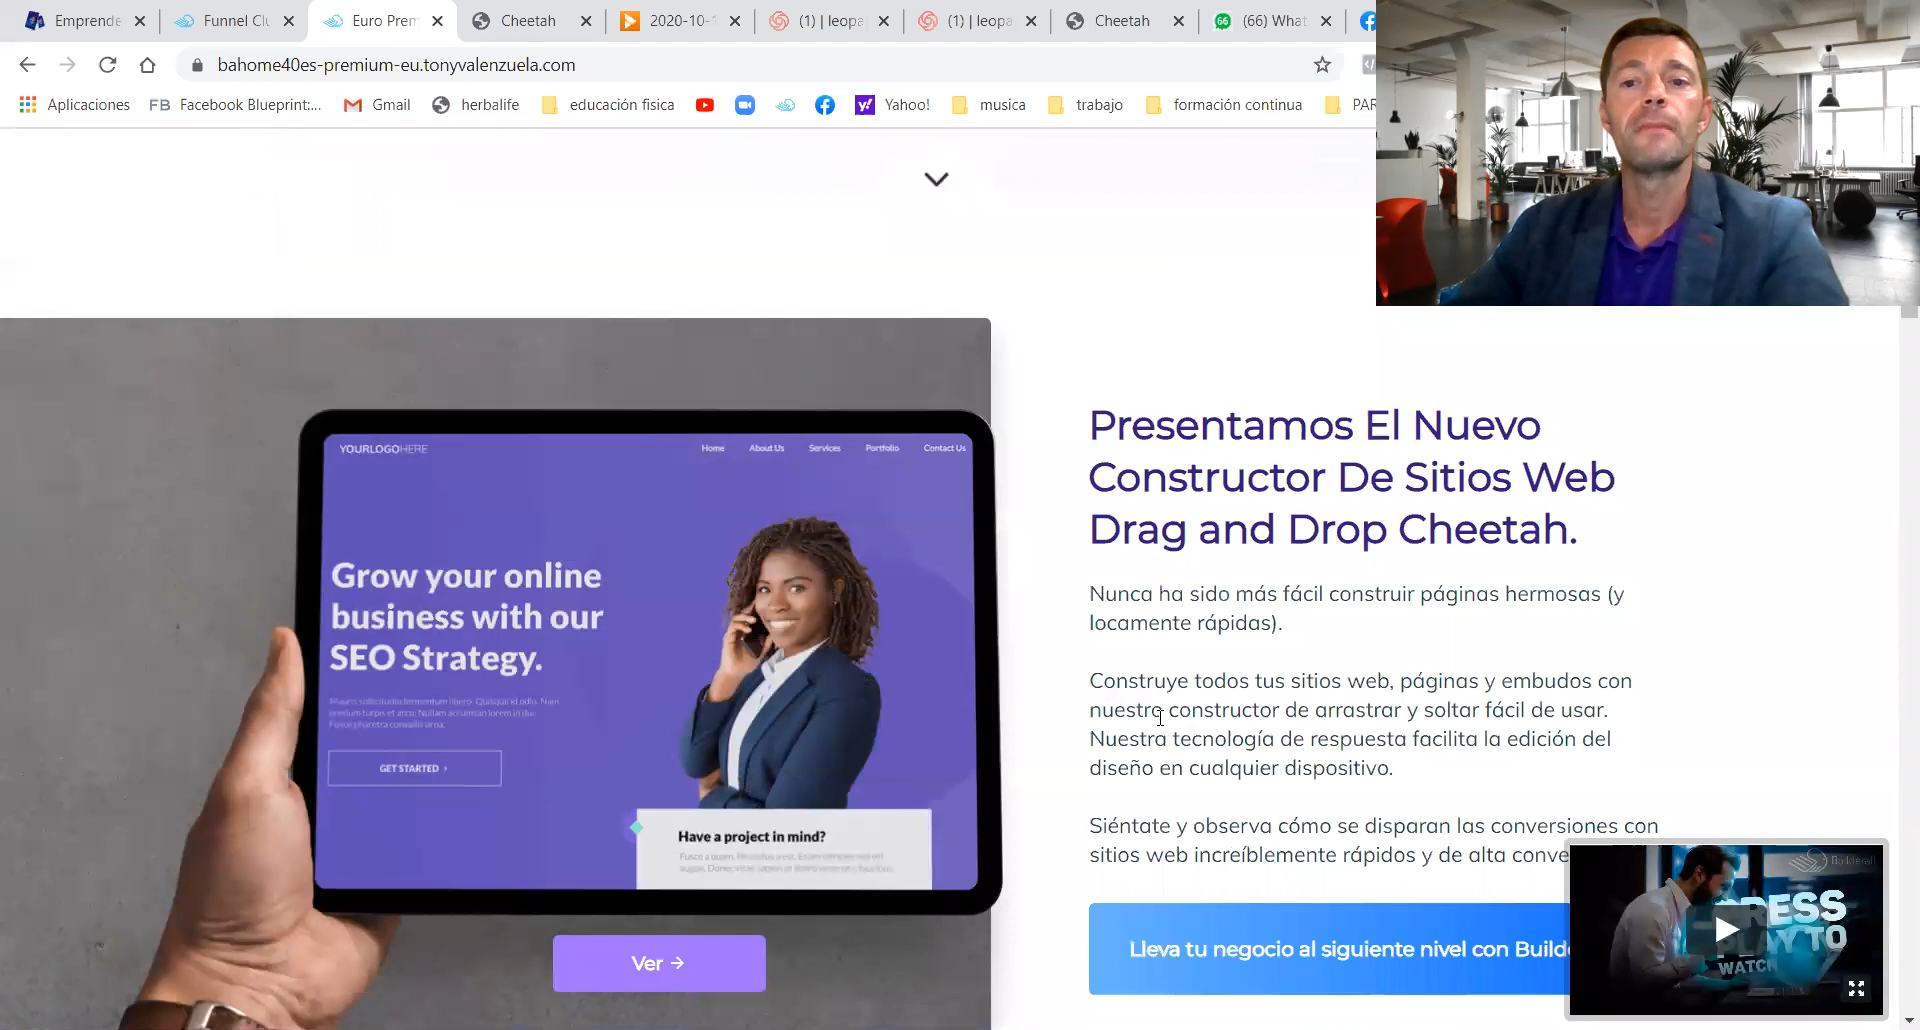 Emprende
Funnel Clu
Euro Prem
Cheetah
2020-10-1
(1) | leopa
(1) | leopa
Cheetah
66
(66) What
bahome40es-premium-eu.tonyvalenzuela.com
Aplicaciones
FB Facebook Blueprint:...
Gmail
herbalife
educación fisica
Yahoo!
musica
trabajo
formación continua
PAR
YOURLOGOHERE
Home
About Us
Services
Portfolio
Contact Us
Grow your online
business with our
SEO Strategy.
GET STARTED
Have a project in mind?
Ver →
Presentamos El Nuevo
Constructor De Sitios Web
Drag and Drop Cheetah.
Nunca ha sido más fácil construir páginas hermosas (y
locamente rápidas).
Construye todos tus sitios web, páginas y embudos con
nuestro constructor de arrastrar y soltar fácil de usar.
Nuestra tecnología de respuesta facilita la edición del
diseño en cualquier dispositivo.
Siéntate y observa cómo se disparan las conversiones con
sitios web increíblemente rápidos y de alta conve
Lleva tu negocio al siguiente nivel con Builde
Builderall
PRESS
PLAY TO
WATCH